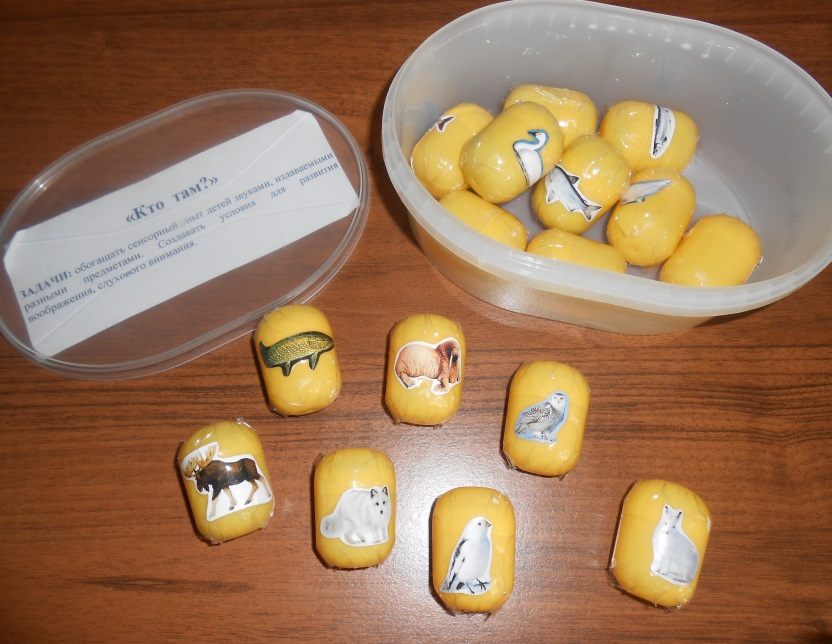 «Кто там?»
ЗАДАЧИ: обогащать сенсорный опыт детей звуками, издаваемыми
разными предметами. Создавать условия для развития
воображения, слухового внимания.